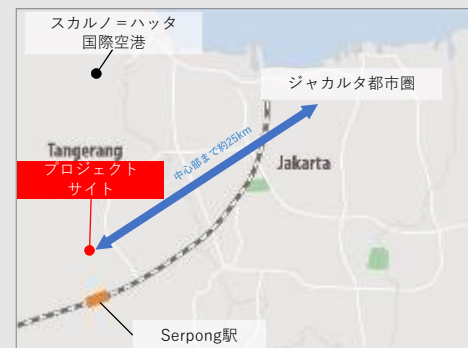 スカルノ＝ハッタ
国際空港
ジャカルタ都市圏
中心部まで約25km
Tangerang
Jakarta
プロジェクト
サイト
Serpong駅